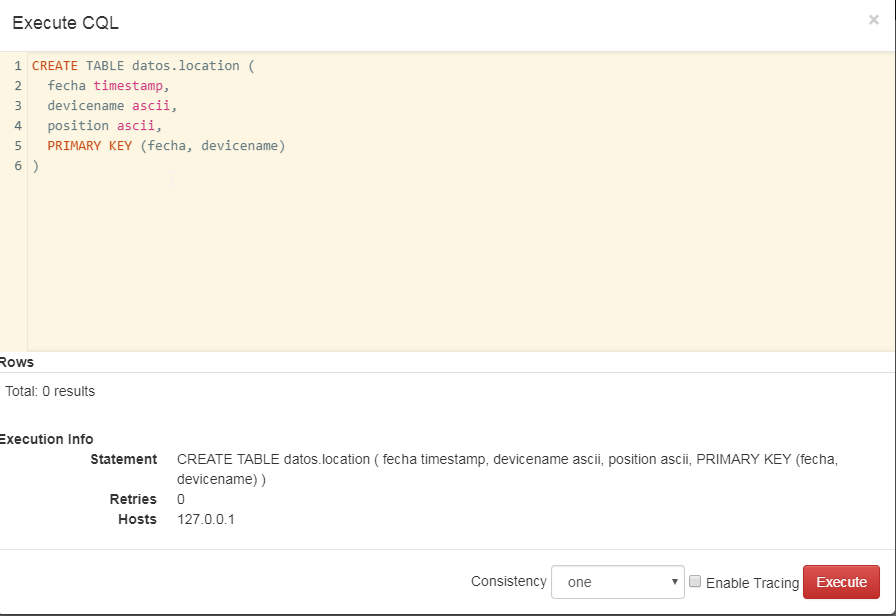 Execute CQL ×
1 CREATE TABLE datos.location (
2 fecha timestamp,
3 devicename ascii,
4 position ascii,
5 PRIMARY KEY (fecha, devicename)
6 )
Rows
Total: 0 results
Execution Info
Statement CREATE TABLE datos.location ( fecha timestamp, devicename ascii, position ascii, PRIMARY KEY (fecha,
devicename) )
Retries 0
Hosts 127.0.0.1
Consistency one Enable Tracing Execute